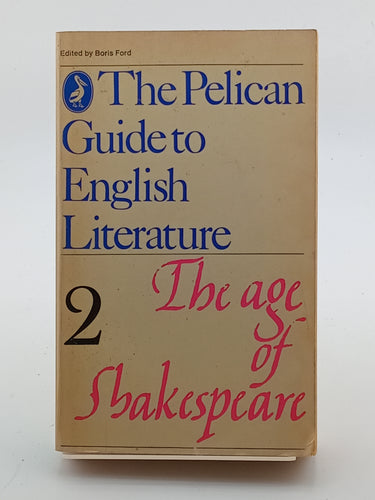 Edited by Boris Ford
The Pelican
Guide to
English
Literature
2
The age
of
Shakespeare